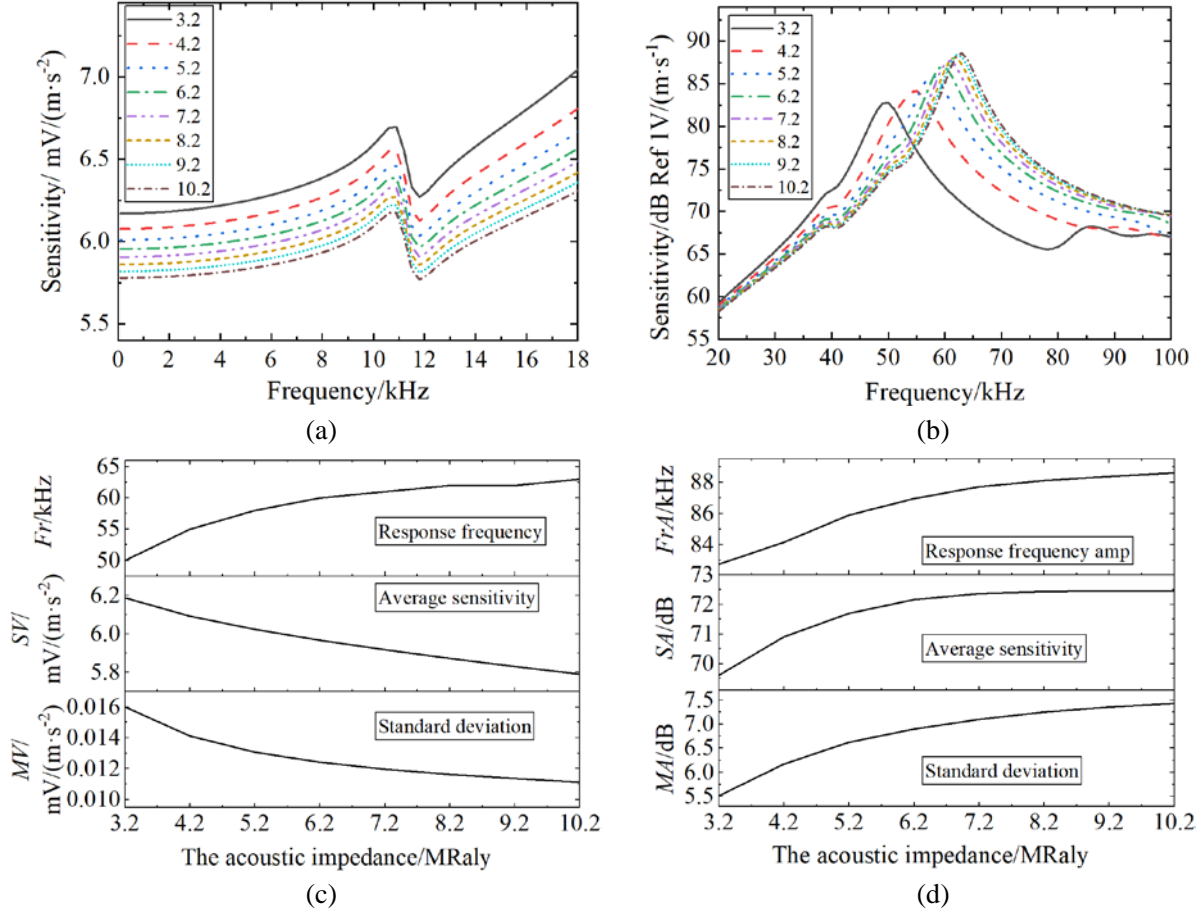 3.2
4.2
5.2
6.2
7.2
8.2
9.2
10.2
7.0
6.5
6.0
5.5
Sensitivity/ mV/(m·s⁻²)
0 2 4 6 8 10 12 14 16 18
Frequency/kHz
(a)
3.2
4.2
5.2
6.2
7.2
8.2
9.2
10.2
90
85
80
75
70
65
60
55
Sensitivity/dB Ref 1V/(m·s⁻¹)
20 30 40 50 60 70 80 90 100
Frequency/kHz
(b)
65
60
55
50
Fr/kHz
Response frequency
6.2
6.0
5.8
SV/
mV/(m·s⁻²)
Average sensitivity
0.016
0.014
0.012
0.010
MV/
mV/(m·s⁻²)
Standard deviation
3.2 4.2 5.2 6.2 7.2 8.2 9.2 10.2
The acoustic impedance/MRaly
(c)
88
86
84
FrA/kHz
Response frequency amp
73
72
71
70
SA/dB
Average sensitivity
7.5
7.0
6.5
6.0
5.5
MA/dB
Standard deviation
3.2 4.2 5.2 6.2 7.2 8.2 9.2 10.2
The acoustic impedance/MRaly
(d)